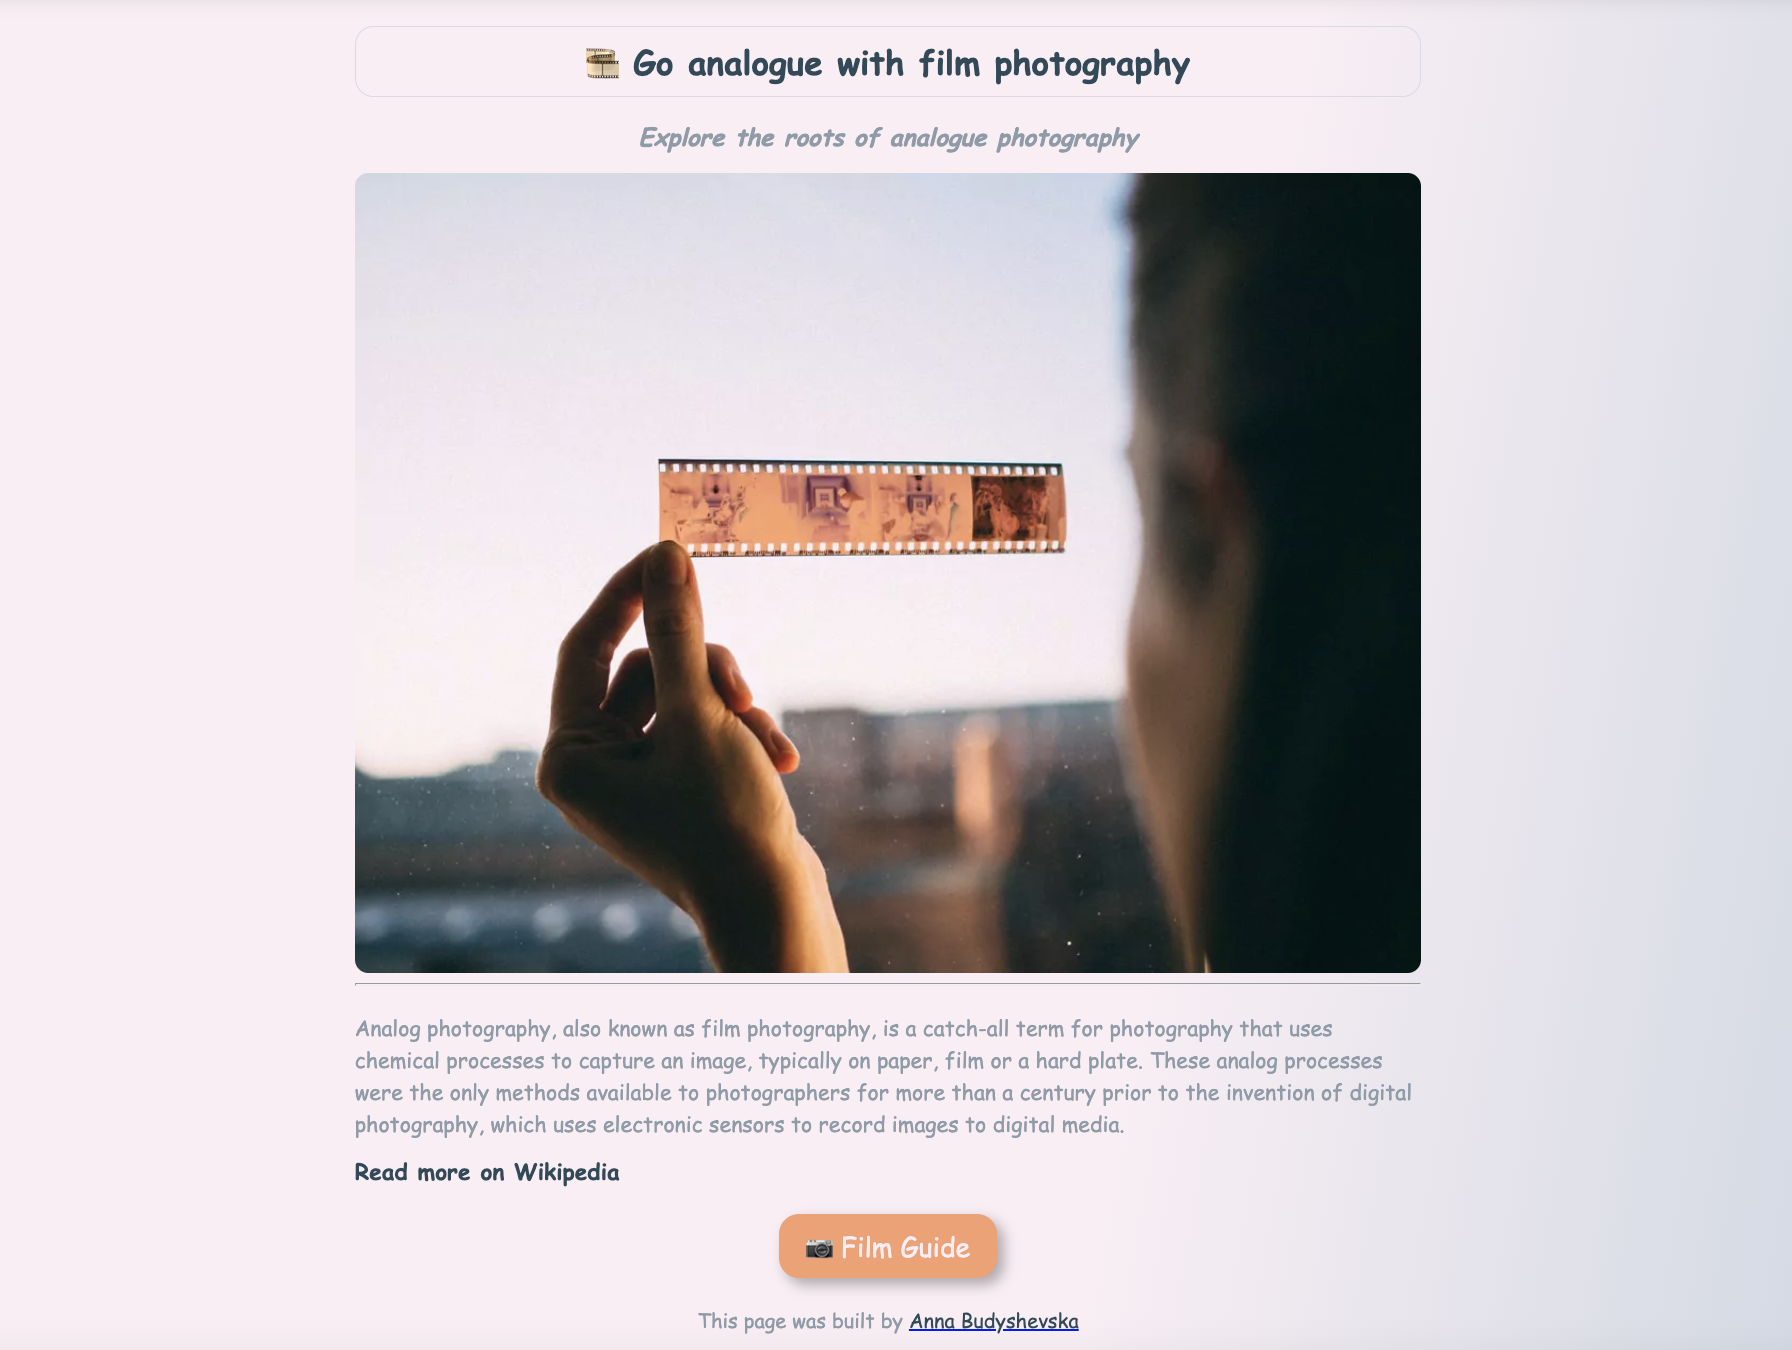 Go analogue with film photography
Explore the roots of analogue photography
Analog photography, also known as film photography, is a catch-all term for photography that uses
chemical processes to capture an image, typically on paper, film or a hard plate. These analog processes
were the only methods available to photographers for more than a century prior to the invention of digital
photography, which uses electronic sensors to record images to digital media.
Read more on Wikipedia
Film Guide
This page was built by Anna Budyshevska